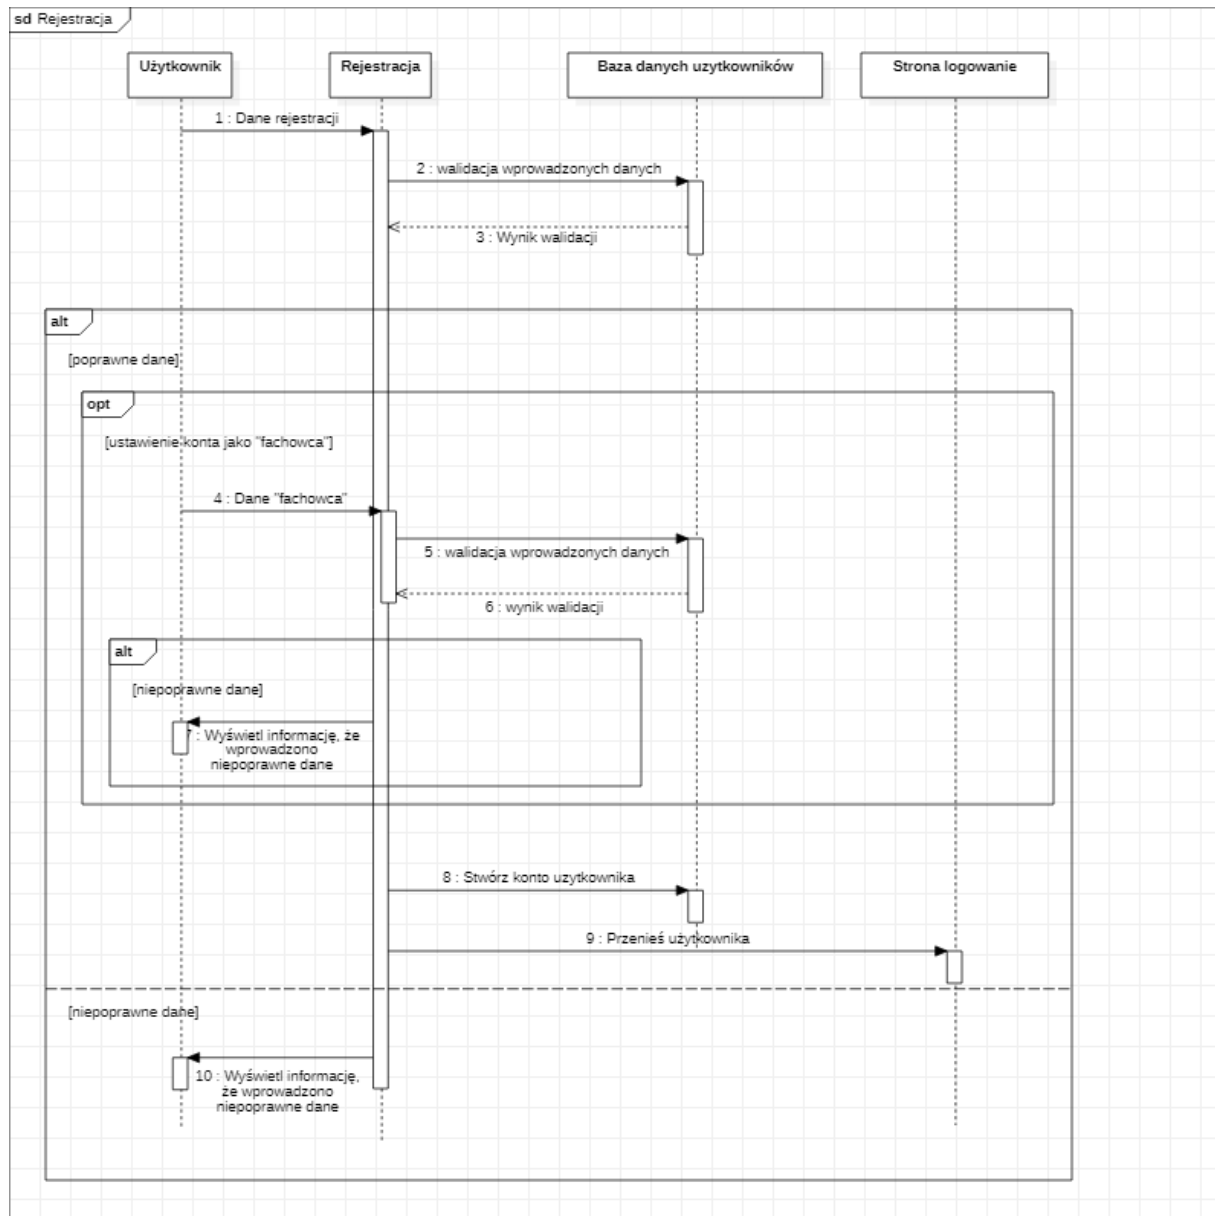 sd Rejestracja
Użytkownik
Rejestracja
Baza danych uzytkowników
Strona logowanie
1 : Dane rejestracji
2 : walidacja wprowadzonych danych
3 : Wynik walidacji
alt
[poprawne dane]
opt
[ustawienie konta jako "fachowca"]
4 : Dane "fachowca"
5 : walidacja wprowadzonych danych
6 : wynik walidacji
alt
[niepoprawne dane]
7 : Wyświetl informację, że
wprowadzono
niepoprawne dane
8 : Stwórz konto uzytkownika
9 : Przenieś użytkownika
[niepoprawne dane]
10 : Wyświetl informację,
że wprowadzono
niepoprawne dane